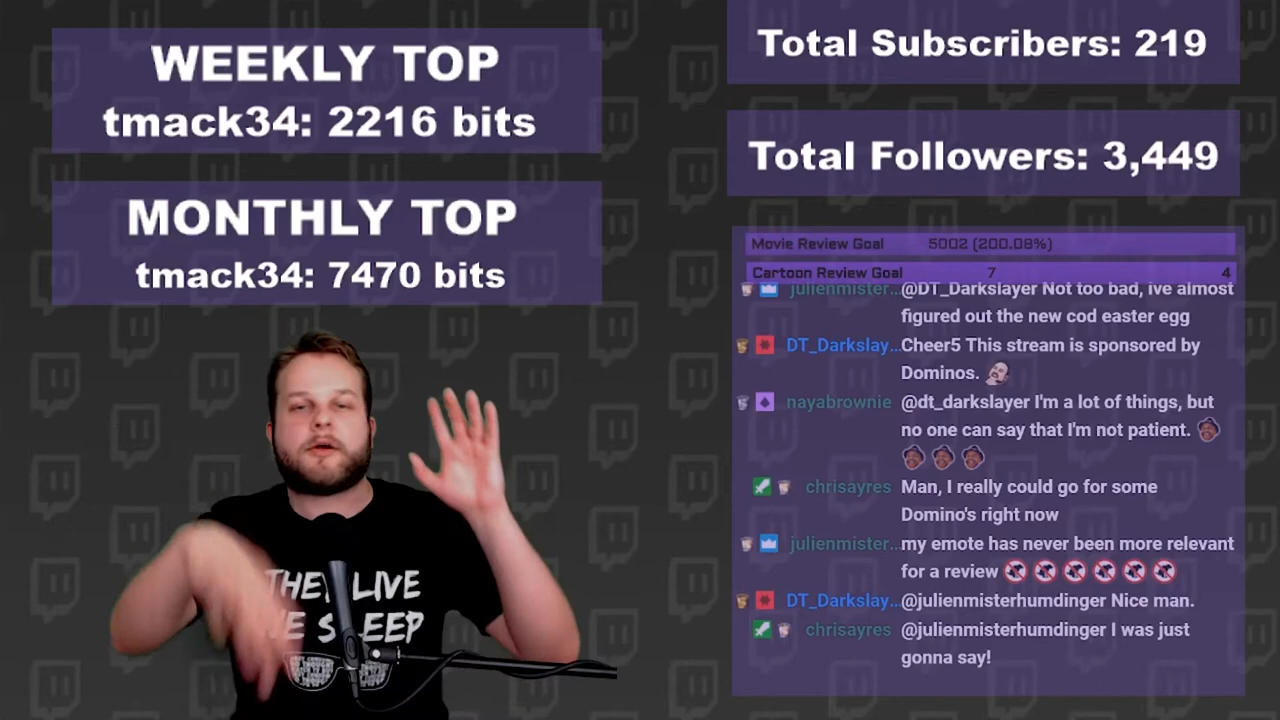 WEEKLY TOP
tmack34: 2216 bits
MONTHLY TOP
tmack34: 7470 bits
Total Subscribers: 219
Total Followers: 3,449
Movie Review Goal 5002 (200.08%)
Cartoon Review Goal 7 4
julienmister... @DT_Darkslayer Not too bad, ive almost
figured out the new cod easter egg
DT_Darkslay... Cheer5 This stream is sponsored by
Dominos.
nayabrownie @dt_darkslayer I'm a lot of things, but
no one can say that I'm not patient.
chrisayres Man, I really could go for some
Domino's right now
julienmister... my emote has never been more relevant
for a review
DT_Darkslay... @julienmisterhumdinger Nice man.
chrisayres @julienmisterhumdinger I was just
gonna say!
THEY LIVE
WE SLEEP